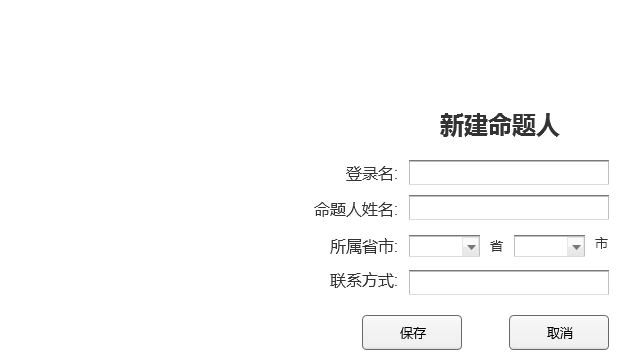 新建命题人
登录名:
命题人姓名:
所属省市: 省 市
联系方式:
保存 取消